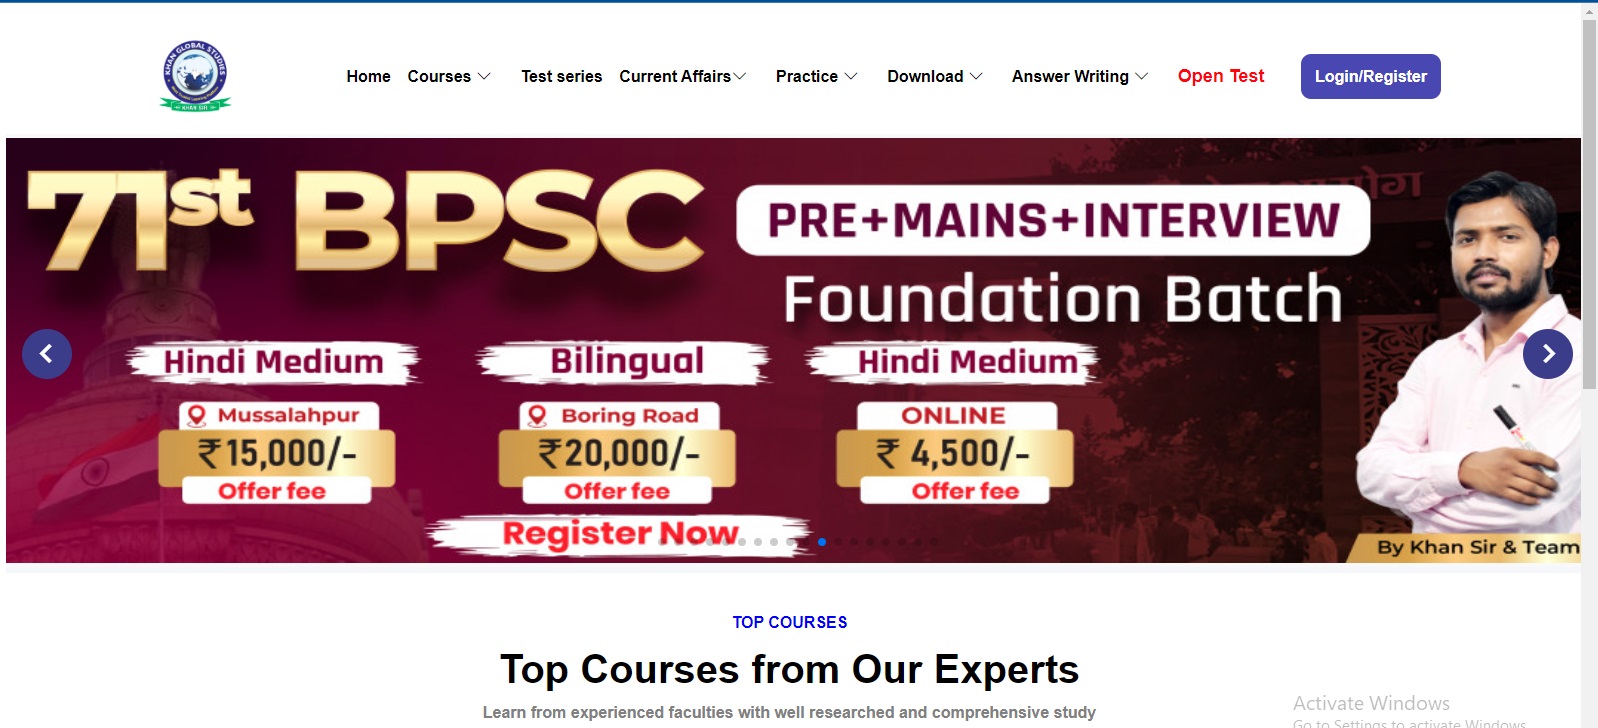 KHAN GLOBAL STUDIES
KHAN SIR
Home Courses Test series Current Affairs Practice Download Answer Writing Open Test Login/Register
71st BPSC
PRE+MAINS+INTERVIEW
Foundation Batch
Hindi Medium Bilingual Hindi Medium
Mussalahpur Boring Road ONLINE
₹15,000/- ₹20,000/- ₹ 4,500/-
Offer fee Offer fee Offer fee
Register Now
By Khan Sir & Team
TOP COURSES
Top Courses from Our Experts
Learn from experienced faculties with well researched and comprehensive study
Activate Windows
Go to Settings to activate Windows.